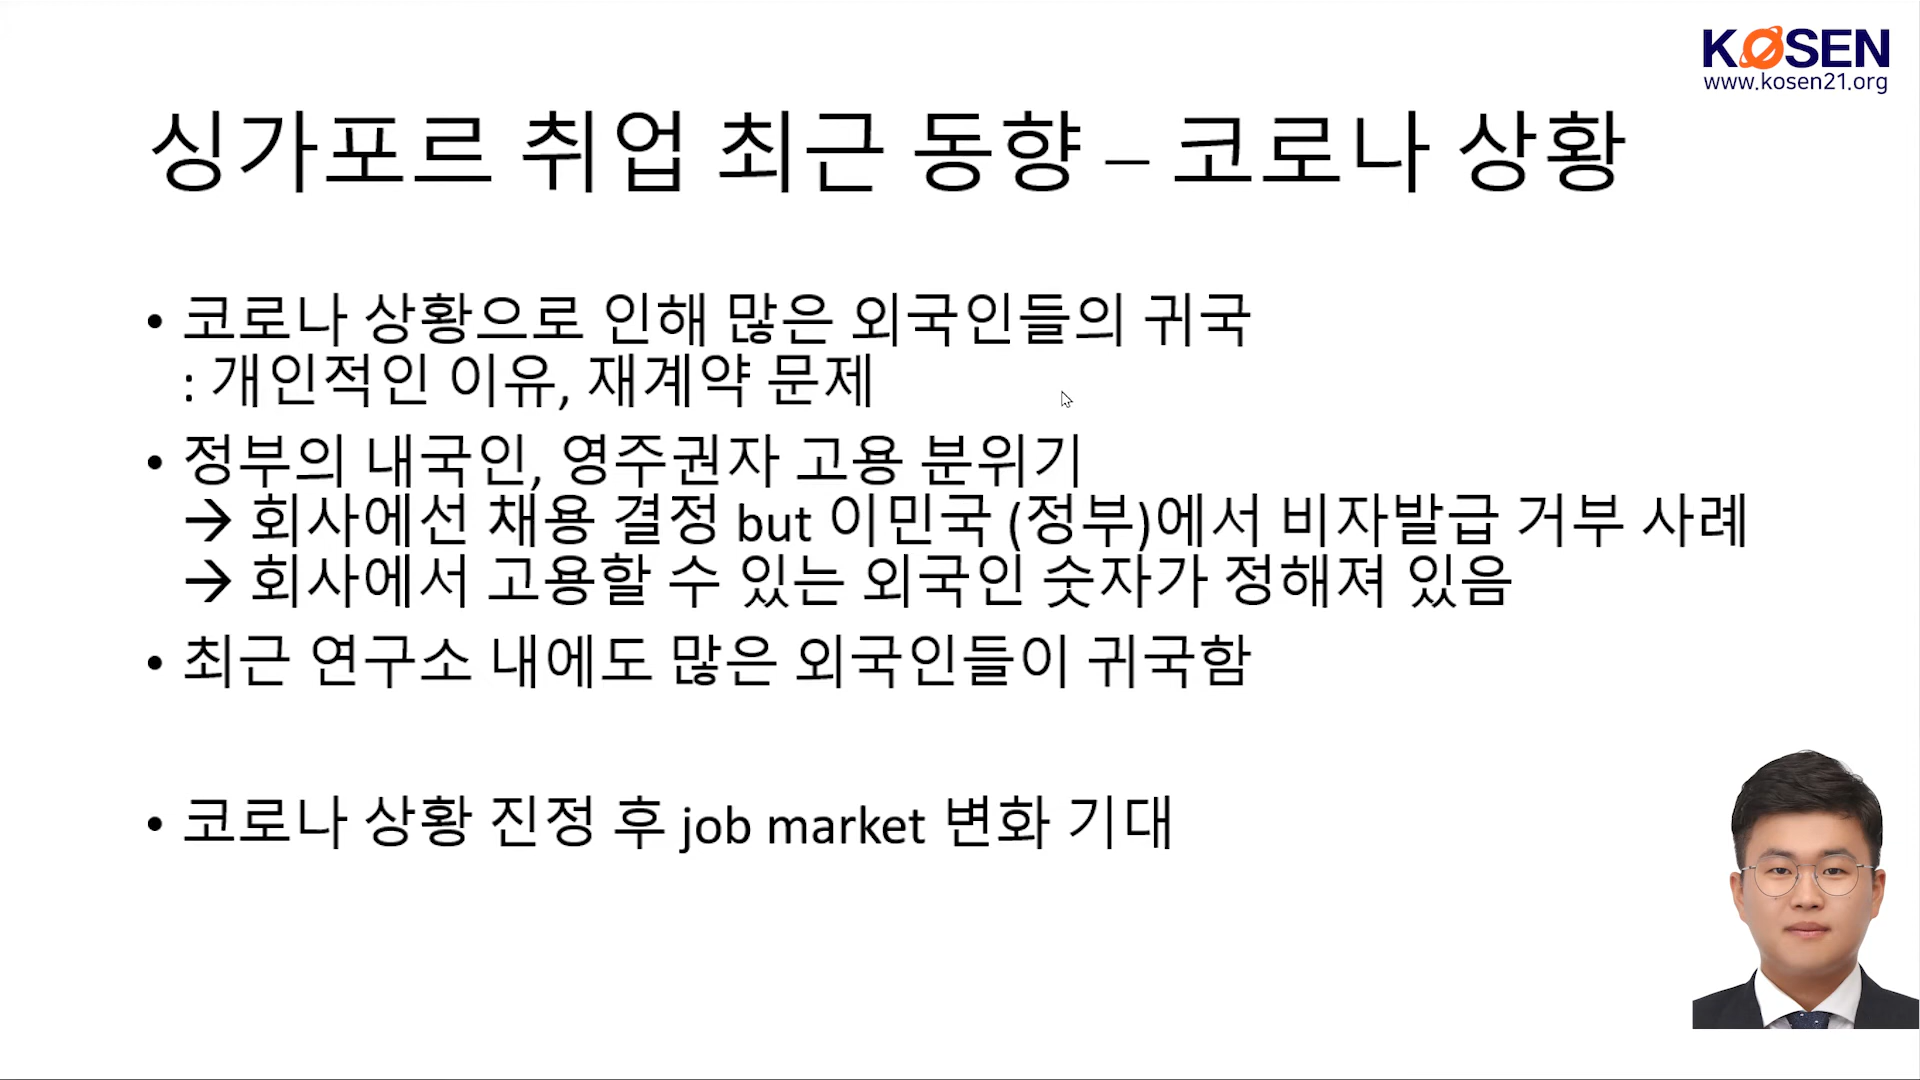 KOSEN
www.kosen21.org
싱가포르 취업 최근 동향 – 코로나 상황
• 코로나 상황으로 인해 많은 외국인들의 귀국
: 개인적인 이유, 재계약 문제
• 정부의 내국인, 영주권자 고용 분위기
→ 회사에선 채용 결정 but 이민국 (정부)에서 비자발급 거부 사례
→ 회사에서 고용할 수 있는 외국인 숫자가 정해져 있음
• 최근 연구소 내에도 많은 외국인들이 귀국함
• 코로나 상황 진정 후 job market 변화 기대